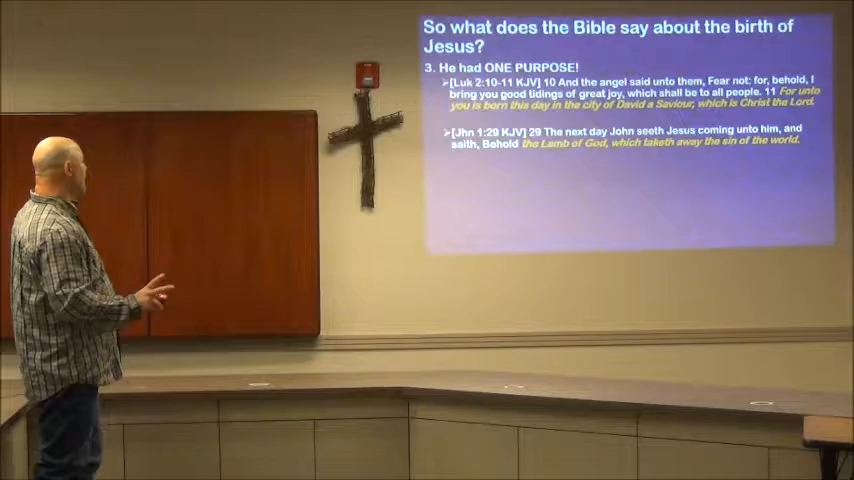 So what does the Bible say about the birth of
Jesus?
3. He had ONE PURPOSE!
➢[Luk 2:10-11 KJV] 10 And the angel said unto them, Fear not: for, behold, I
bring you good tidings of great joy, which shall be to all people. 11 For unto
you is born this day in the city of David a Saviour, which is Christ the Lord.
➢[Jhn 1:29 KJV] 29 The next day John seeth Jesus coming unto him, and
saith, Behold the Lamb of God, which taketh away the sin of the world.